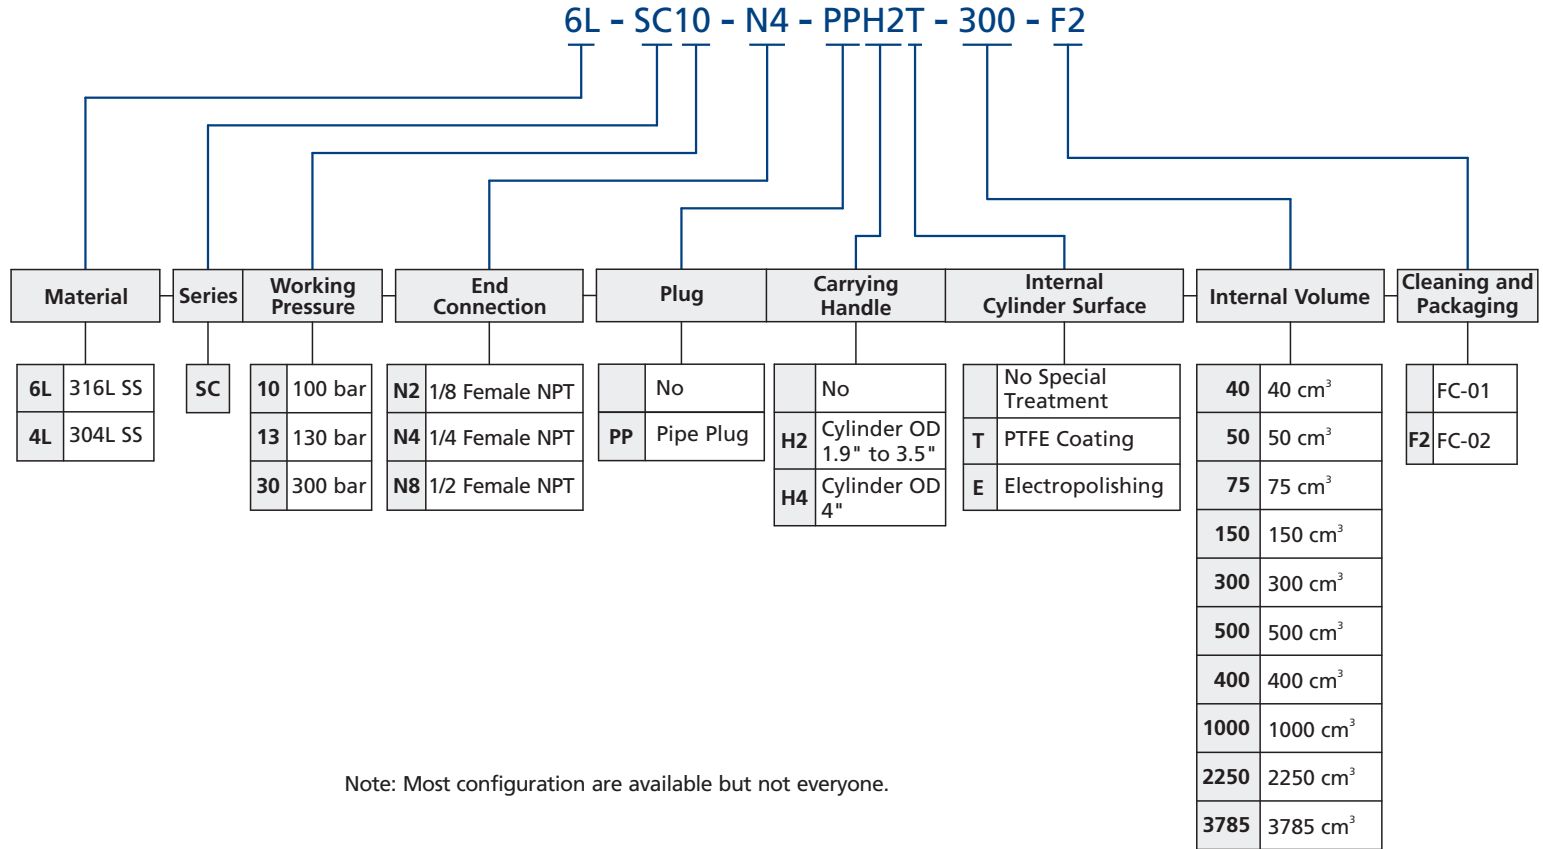 6L - SC10 - N4 - PPH2T - 300 - F2
Material
Series
Working
Pressure
End
Connection
Plug
Carrying
Handle
Internal
Cylinder Surface
Internal Volume
Cleaning and
Packaging
6L 316L SS
4L 304L SS
SC
10 100 bar
13 130 bar
30 300 bar
N2 1/8 Female NPT
N4 1/4 Female NPT
N8 1/2 Female NPT
No
PP Pipe Plug
No
H2 Cylinder OD
1.9" to 3.5"
H4 Cylinder OD
4"
No Special
Treatment
T PTFE Coating
E Electropolishing
40 40 cm³
50 50 cm³
75 75 cm³
150 150 cm³
300 300 cm³
500 500 cm³
400 400 cm³
1000 1000 cm³
2250 2250 cm³
3785 3785 cm³
FC-01
F2 FC-02
Note: Most configuration are available but not everyone.